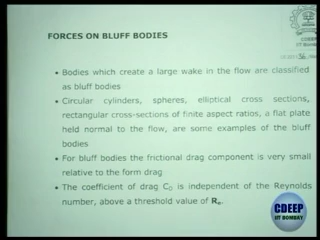 CDEEP
IIT Bombay
FORCES ON BLUFF BODIES
• Bodies which create a large wake in the flow are classified
as bluff bodies
• Circular cylinders, spheres, elliptical cross sections,
rectangular cross-sections of finite aspect ratios, a flat plate
held normal to the flow, are some examples of the bluff
bodies
• For bluff bodies the frictional drag component is very small
relative to the form drag
• The coefficient of drag CD is independent of the Reynolds
number, above a threshold value of Re.
CDEEP
IIT BOMBAY